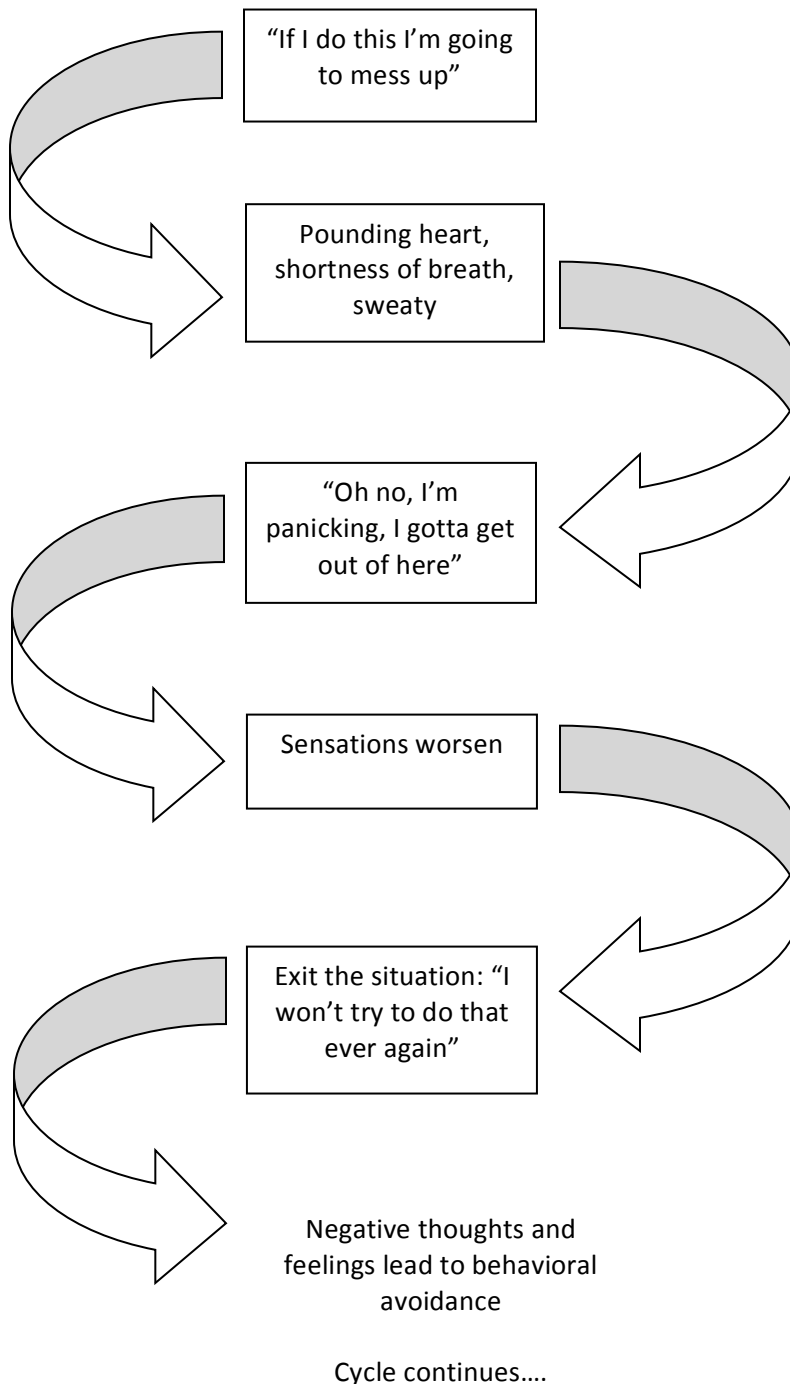 “If I do this I’m going
to mess up”
Pounding heart,
shortness of breath,
sweaty
“Oh no, I’m
panicking, I gotta get
out of here”
Sensations worsen
Exit the situation: “I
won’t try to do that
ever again”
Negative thoughts and
feelings lead to behavioral
avoidance
Cycle continues....